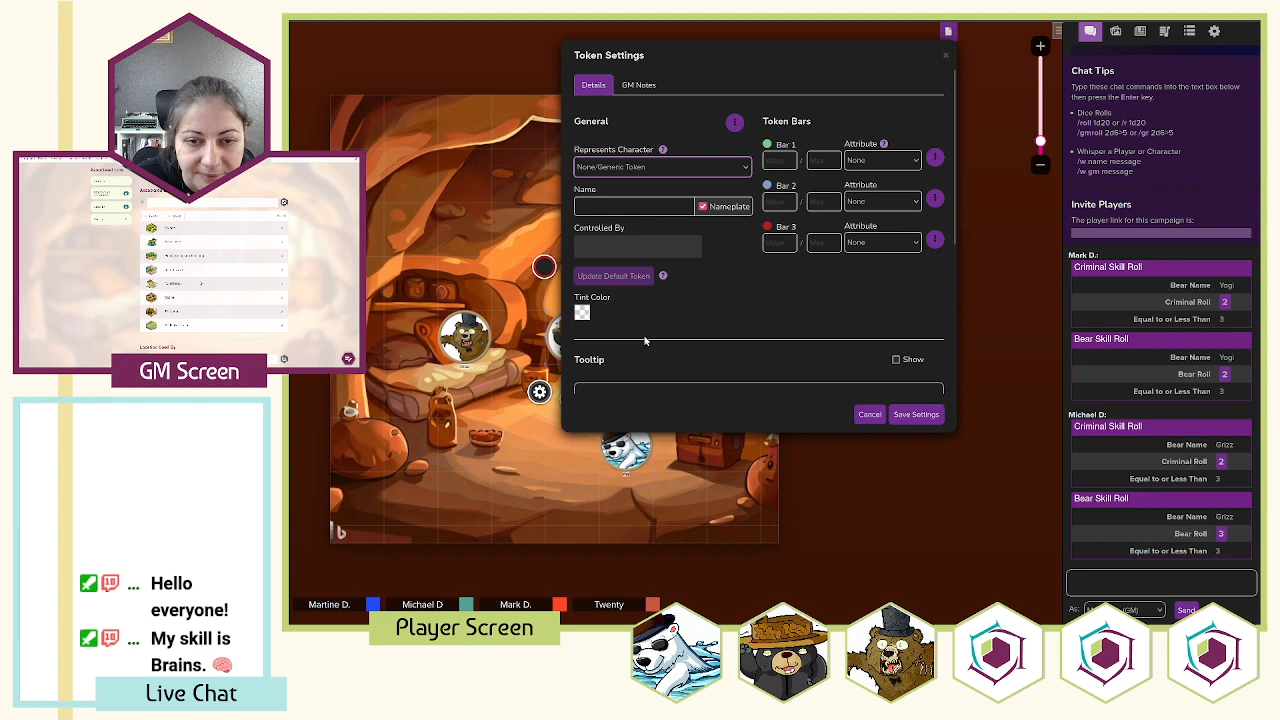 GM Screen
Hello
everyone!
My skill is
Brains. 🧠
Live Chat
Token Settings
Details
GM Notes
General
Represents Character
None/Generic Token
Name
Nameplate
Controlled By
Update Default Token
Tint Color
Token Bars
Bar 1
Attribute
Value / Max
None
Bar 2
Attribute
Value / Max
None
Bar 3
Attribute
Value / Max
None
Tooltip
Show
Cancel
Save Settings
Martine D.
Michael D
Mark D.
Twenty
Player Screen
Chat Tips
Type these chat commands into the text box below
then press the Enter key.
• Dice Rolls
/roll 1d20 or /r 1d20
/gmroll 2d6>5 or /gr 2d6>5
• Whisper a Player or Character
/w name message
/w gm message
Invite Players
The player link for this campaign is:
Mark D.:
Criminal Skill Roll
Bear Name Yogi
Criminal Roll 2
Equal to or Less Than 3
Bear Skill Roll
Bear Name Yogi
Bear Roll 2
Equal to or Less Than 3
Michael D:
Criminal Skill Roll
Bear Name Grizz
Criminal Roll 2
Equal to or Less Than 3
Bear Skill Roll
Bear Name Grizz
Bear Roll 3
Equal to or Less Than 3
As:
(GM)
Send